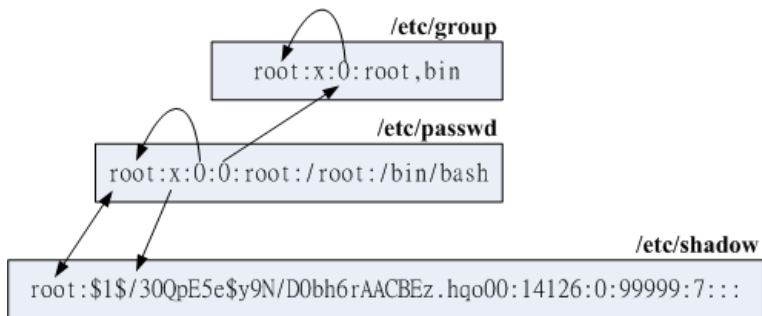 /etc/group
root:x:0:root,bin
/etc/passwd
root:x:0:0:root:/root:/bin/bash
/etc/shadow
root:$1$/30QpE5e$y9N/D0bh6rAACBEz.hqo00:14126:0:99999:7:::